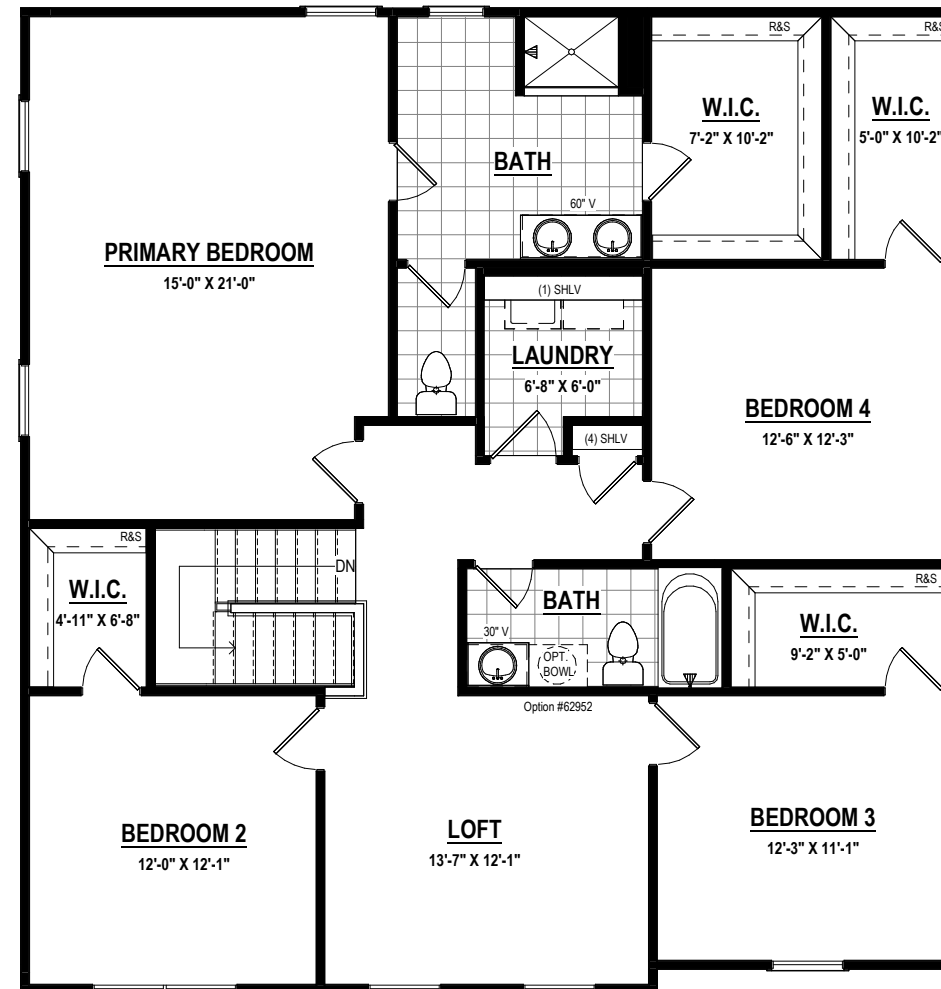 R&S
R&S
W.I.C.
7'-2" X 10'-2"
W.I.C.
5'-0" X 10'-2"
BATH
60" V
PRIMARY BEDROOM
15'-0" X 21'-0"
(1) SHLV
LAUNDRY
6'-8" X 6'-0"
BEDROOM 4
12'-6" X 12'-3"
(4) SHLV
R&S
W.I.C.
4'-11" X 6'-8"
DN
BATH
30" V
OPT.
BOWL
Option #62952
R&S
W.I.C.
9'-2" X 5'-0"
BEDROOM 2
12'-0" X 12'-1"
LOFT
13'-7" X 12'-1"
BEDROOM 3
12'-3" X 11'-1"